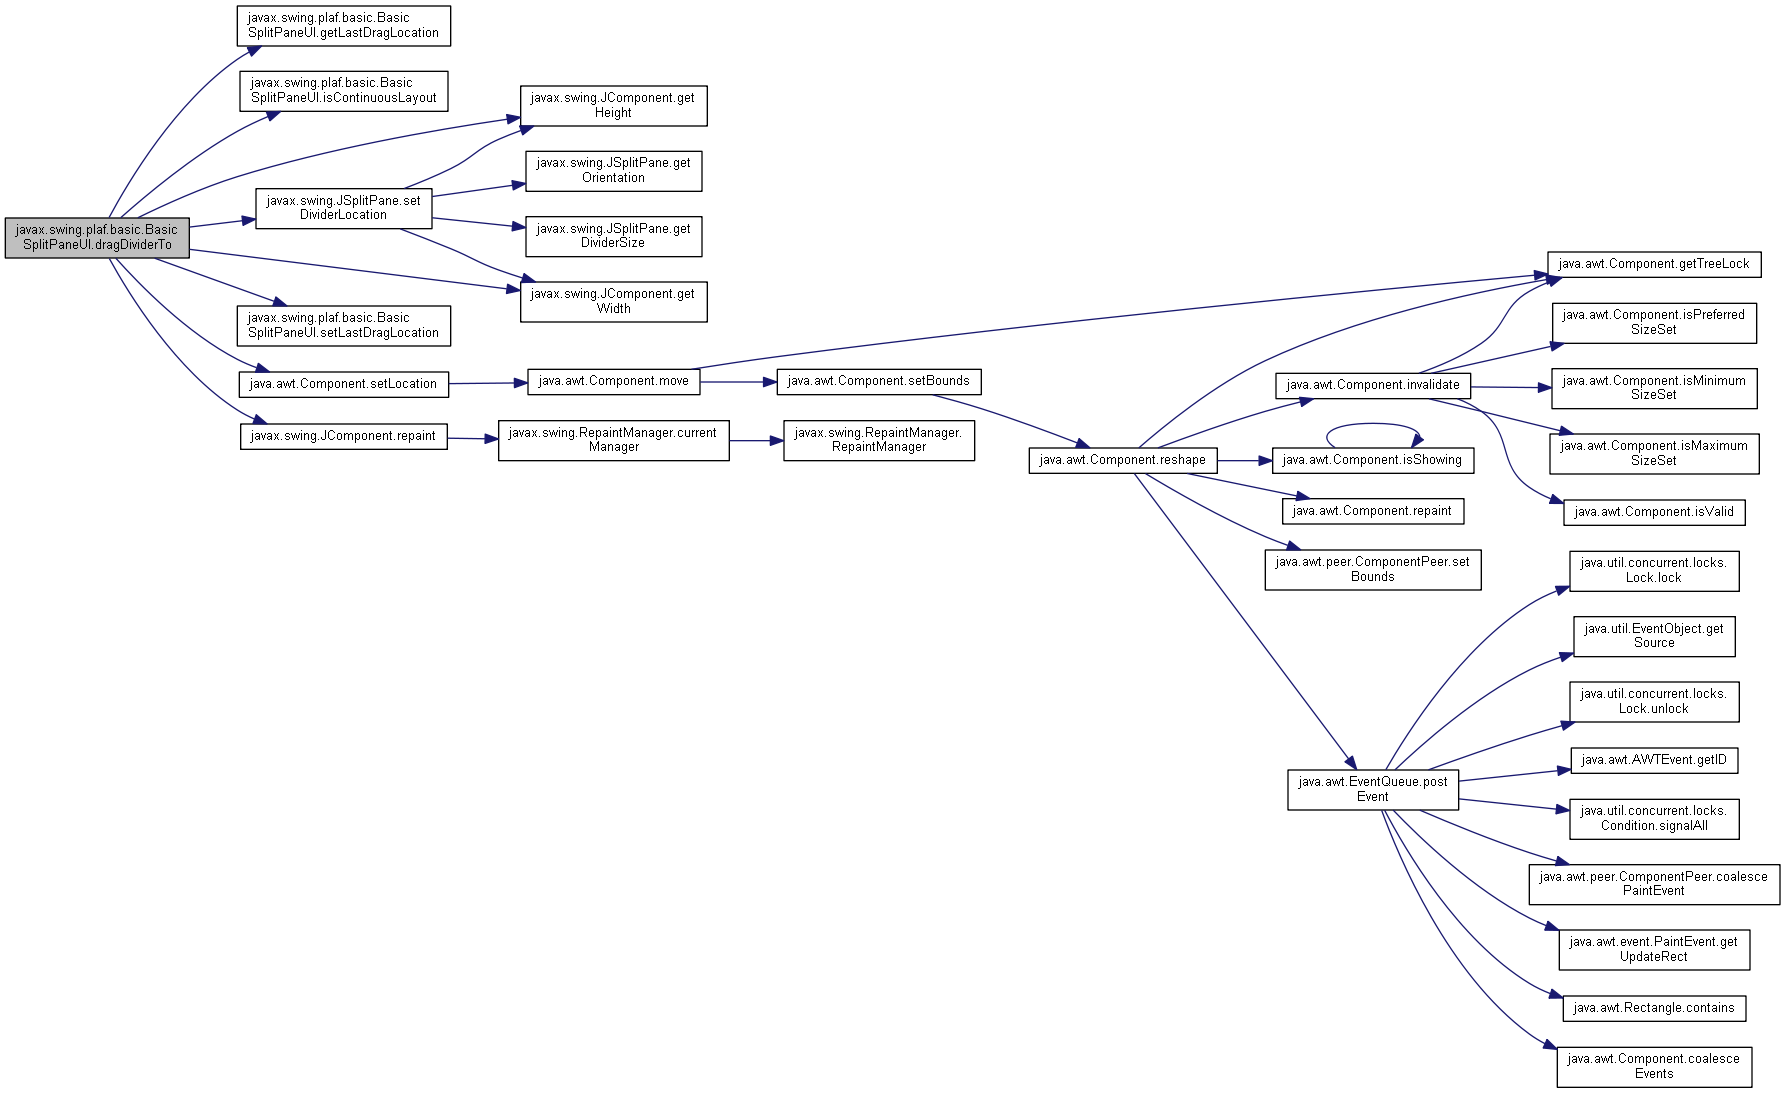 javax.swing.plaf.basic.Basic
SplitPaneUI.dragDividerTo
javax.swing.plaf.basic.Basic
SplitPaneUI.getLastDragLocation
javax.swing.plaf.basic.Basic
SplitPaneUI.isContinuousLayout
javax.swing.JSplitPane.set
DividerLocation
javax.swing.plaf.basic.Basic
SplitPaneUI.setLastDragLocation
java.awt.Component.setLocation
javax.swing.JComponent.repaint
javax.swing.JComponent.get
Height
javax.swing.JSplitPane.get
Orientation
javax.swing.JSplitPane.get
DividerSize
javax.swing.JComponent.get
Width
java.awt.Component.move
javax.swing.RepaintManager.current
Manager
java.awt.Component.setBounds
javax.swing.RepaintManager.
RepaintManager
java.awt.Component.reshape
java.awt.Component.invalidate
java.awt.Component.isShowing
java.awt.Component.repaint
java.awt.peer.ComponentPeer.set
Bounds
java.awt.EventQueue.post
Event
java.awt.Component.getTreeLock
java.awt.Component.isPreferred
SizeSet
java.awt.Component.isMinimum
SizeSet
java.awt.Component.isMaximum
SizeSet
java.awt.Component.isValid
java.util.concurrent.locks.
Lock.lock
java.util.EventObject.get
Source
java.util.concurrent.locks.
Lock.unlock
java.awt.AWTEvent.getID
java.util.concurrent.locks.
Condition.signalAll
java.awt.peer.ComponentPeer.coalesce
PaintEvent
java.awt.event.PaintEvent.get
UpdateRect
java.awt.Rectangle.contains
java.awt.Component.coalesce
Events